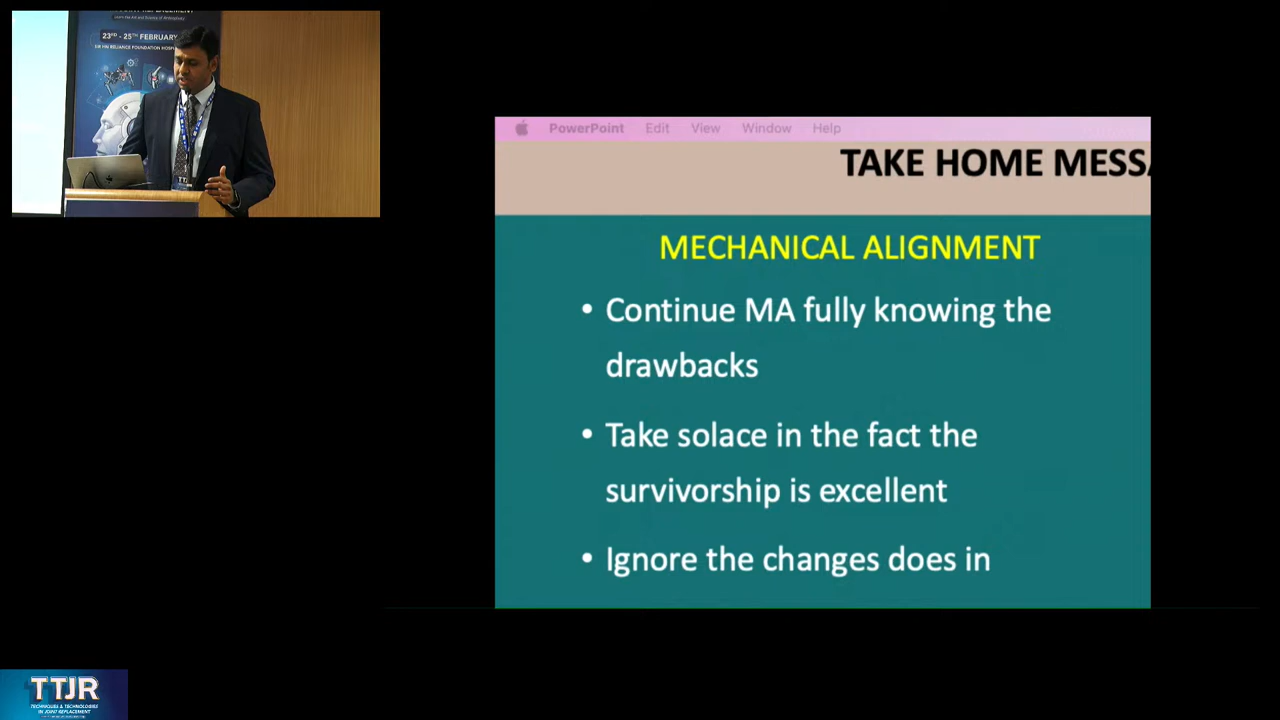 23RD - 25TH FEBRUARY
SIR HN RELIANCE FOUNDATION
PowerPoint Edit View Window Help
TAKE HOME MESSA
MECHANICAL ALIGNMENT
• Continue MA fully knowing the
drawbacks
• Take solace in the fact the
survivorship is excellent
• Ignore the changes does in
TTJR
TECHNIQUES & TECHNOLOGIES
IN JOINT REPLACEMENT